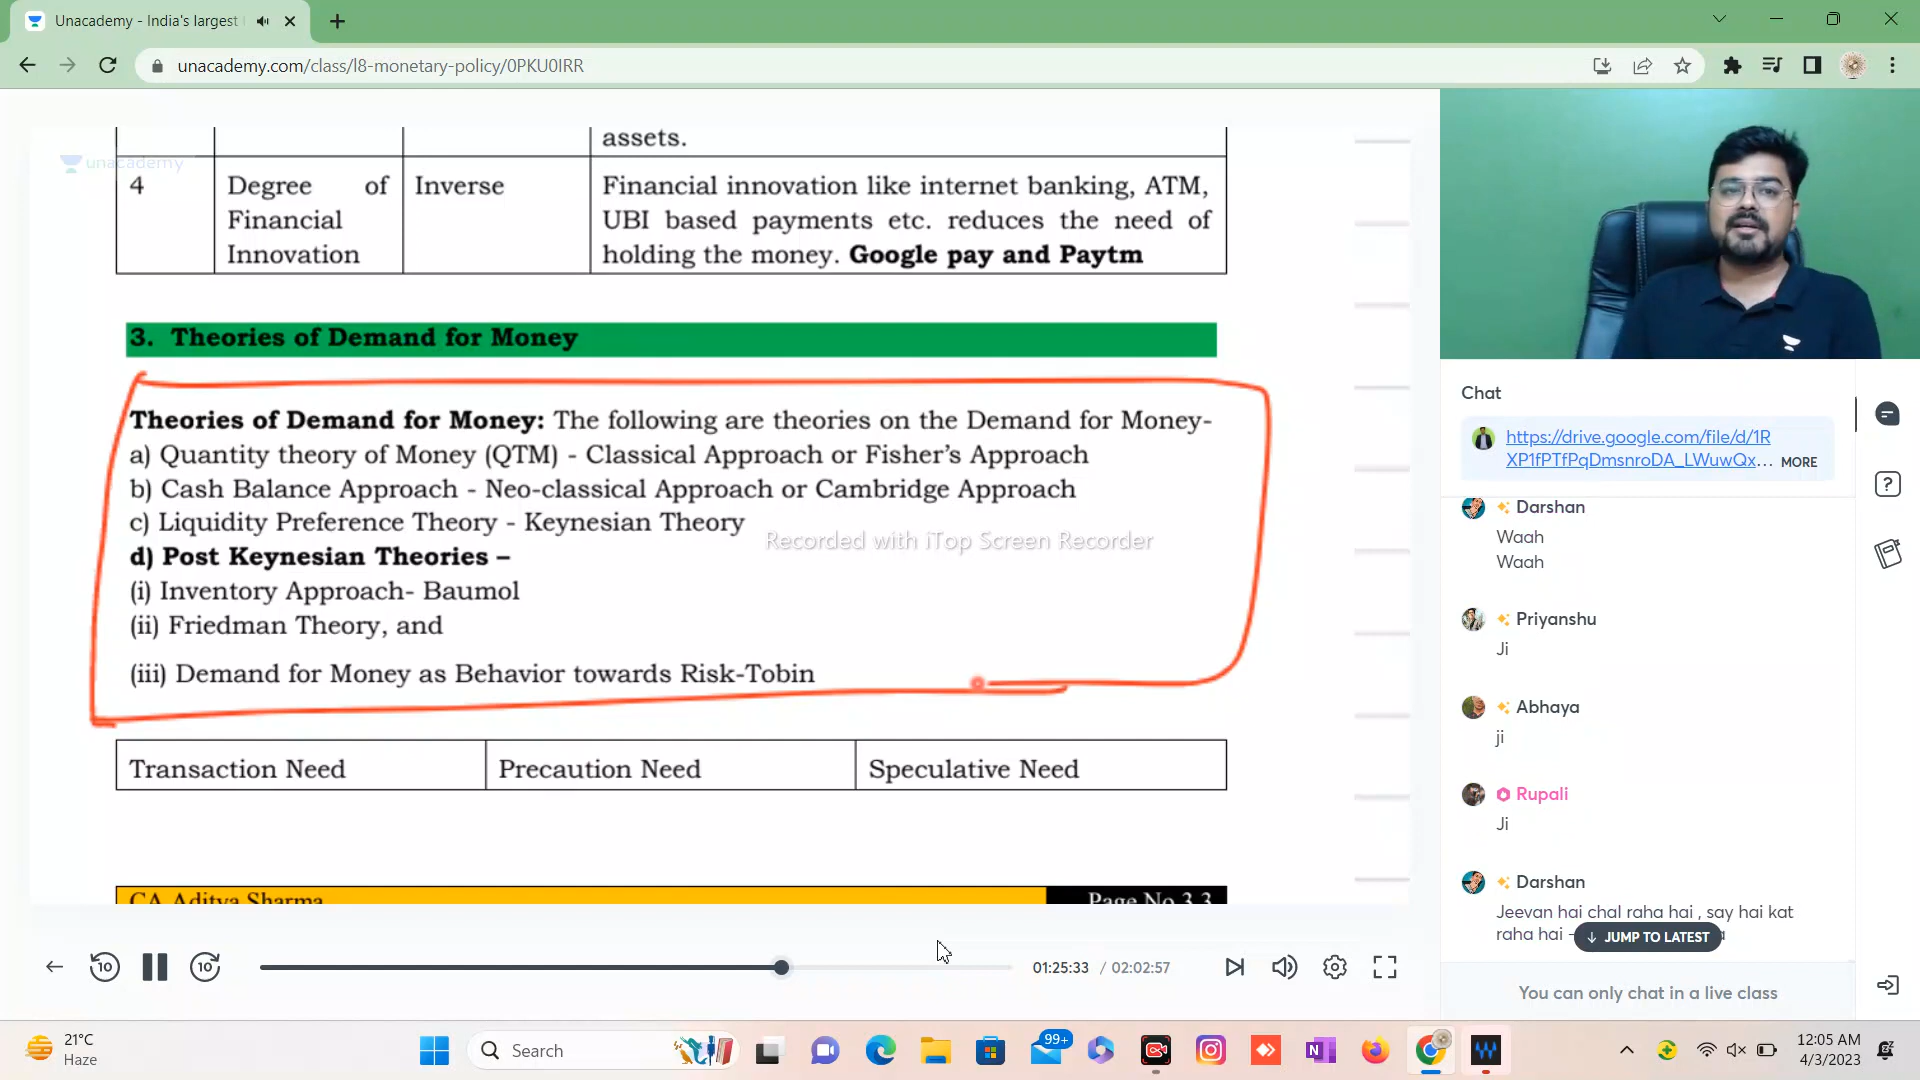 Unacademy - India's largest
unacademy.com/class/l8-monetary-policy/0PKU0IRR
unacademy
assets.
4
Degree of
Financial
Innovation
Inverse
Financial innovation like internet banking, ATM,
UBI based payments etc. reduces the need of
holding the money. Google pay and Paytm
3. Theories of Demand for Money
Theories of Demand for Money: The following are theories on the Demand for Money-
a) Quantity theory of Money (QTM) - Classical Approach or Fisher's Approach
b) Cash Balance Approach - Neo-classical Approach or Cambridge Approach
c) Liquidity Preference Theory - Keynesian Theory
Recorded with iTop Screen Recorder
d) Post Keynesian Theories –
(i) Inventory Approach- Baumol
(ii) Friedman Theory, and
(iii) Demand for Money as Behavior towards Risk-Tobin
Transaction Need
Precaution Need
Speculative Need
CA Aditya Sharma
Page No 3.3
10
10
01:25:33 / 02:02:57
Chat
https://drive.google.com/file/d/1R
XP1fPTfPqDmsnroDA_LWuwQx... MORE
Darshan
Waah
Waah
Priyanshu
Ji
Abhaya
ji
Rupali
Ji
Darshan
Jeevan hai chal raha hai , say hai kat
raha hai -
JUMP TO LATEST
You can only chat in a live class
21°C
Haze
Search
99+
12:05 AM
4/3/2023